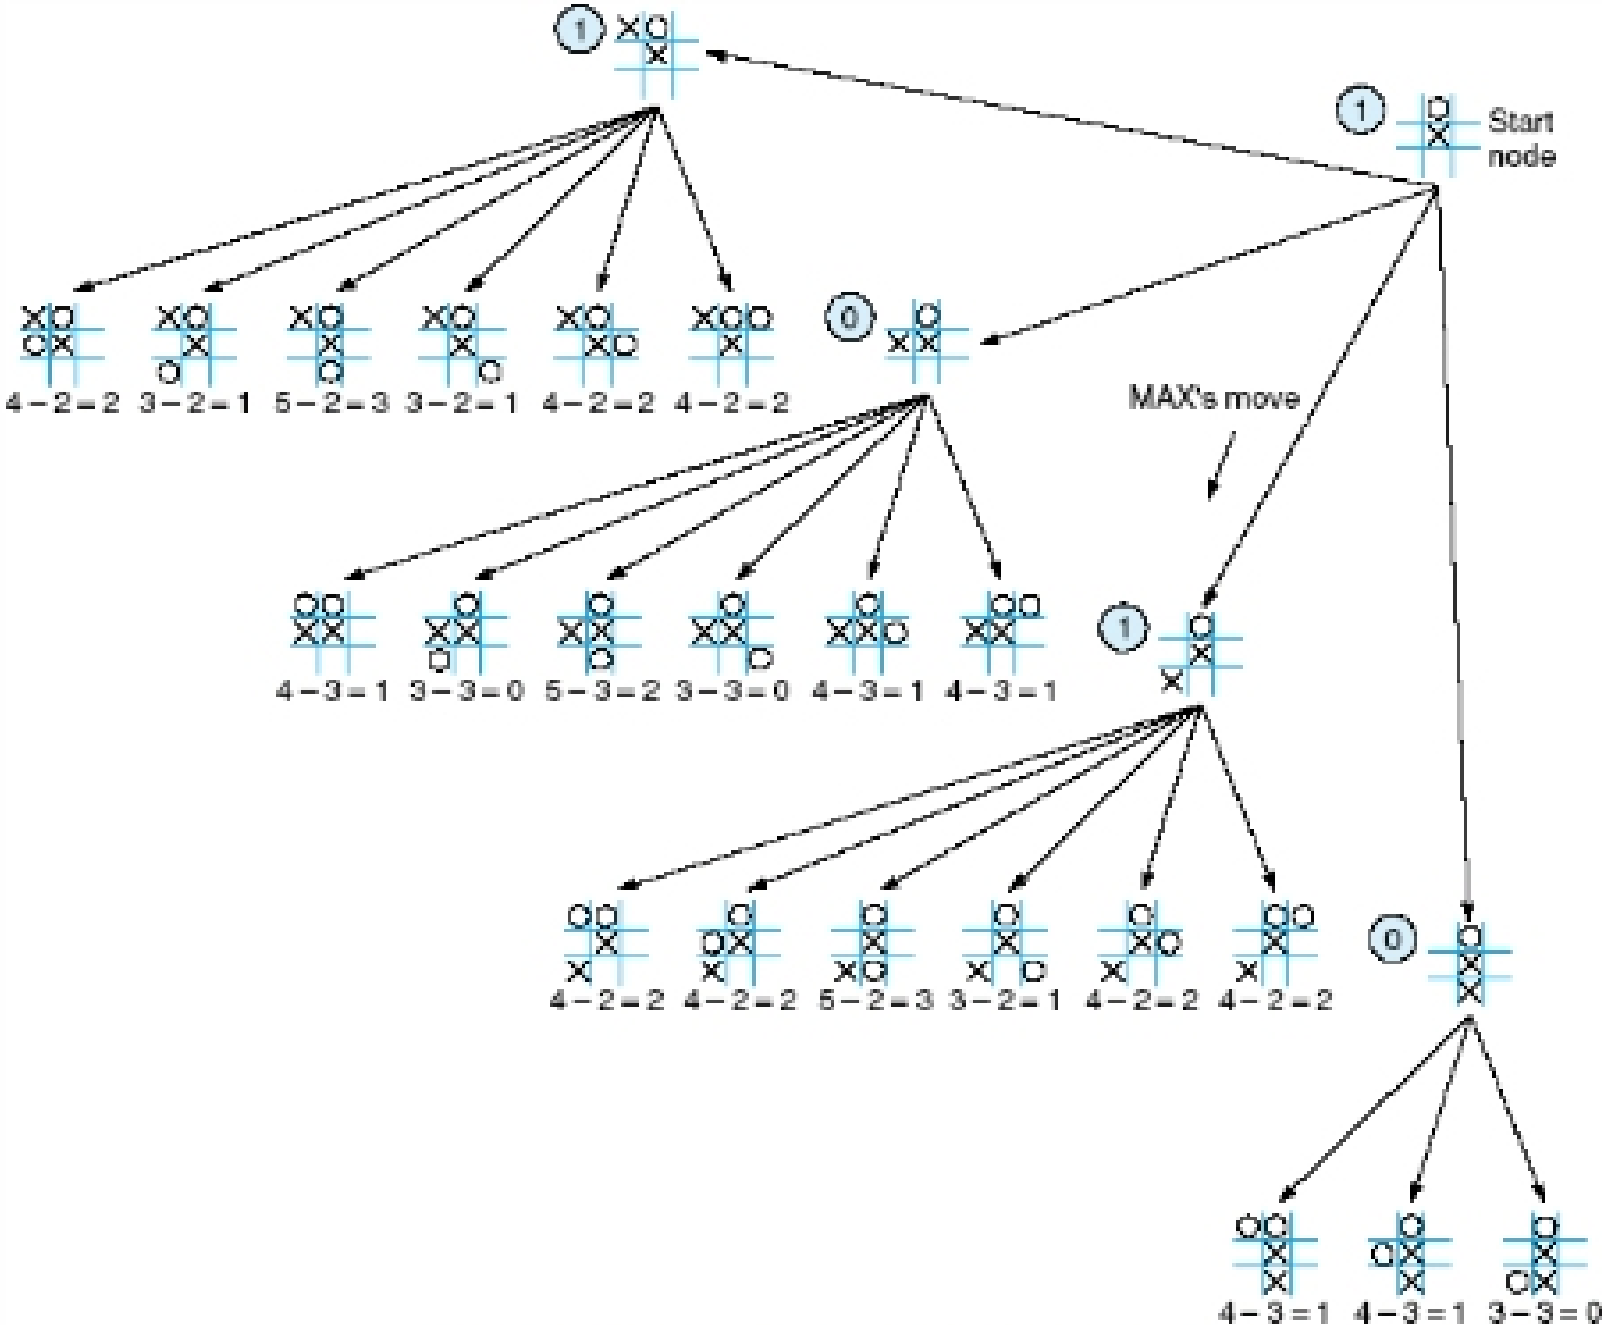 1
X O
X
1
O
X
Start
node
X O
O X
4 – 2 = 2
X O
X
O
3 – 2 = 1
X O
X
O
5 – 2 = 3
X O
X
O
3 – 2 = 1
X O
X O
4 – 2 = 2
X O O
X
4 – 2 = 2
0
O
X X
MAX's move
O O
X X
4 – 3 = 1
O
X X
O
3 – 3 = 0
O
X X
O
5 – 3 = 2
O
X X
O
3 – 3 = 0
O
X X O
4 – 3 = 1
O O
X X
4 – 3 = 1
1
O
X
X
O O
X
X
4 – 2 = 2
O
O X
X
4 – 2 = 2
O
X
X O
5 – 2 = 3
O
X
X O
3 – 2 = 1
O
X O
X
4 – 2 = 2
O O
X
X
4 – 2 = 2
0
O
X
X
O O
X
X
4 – 3 = 1
O
O X
X
4 – 3 = 1
O
X
O X
3 – 3 = 0